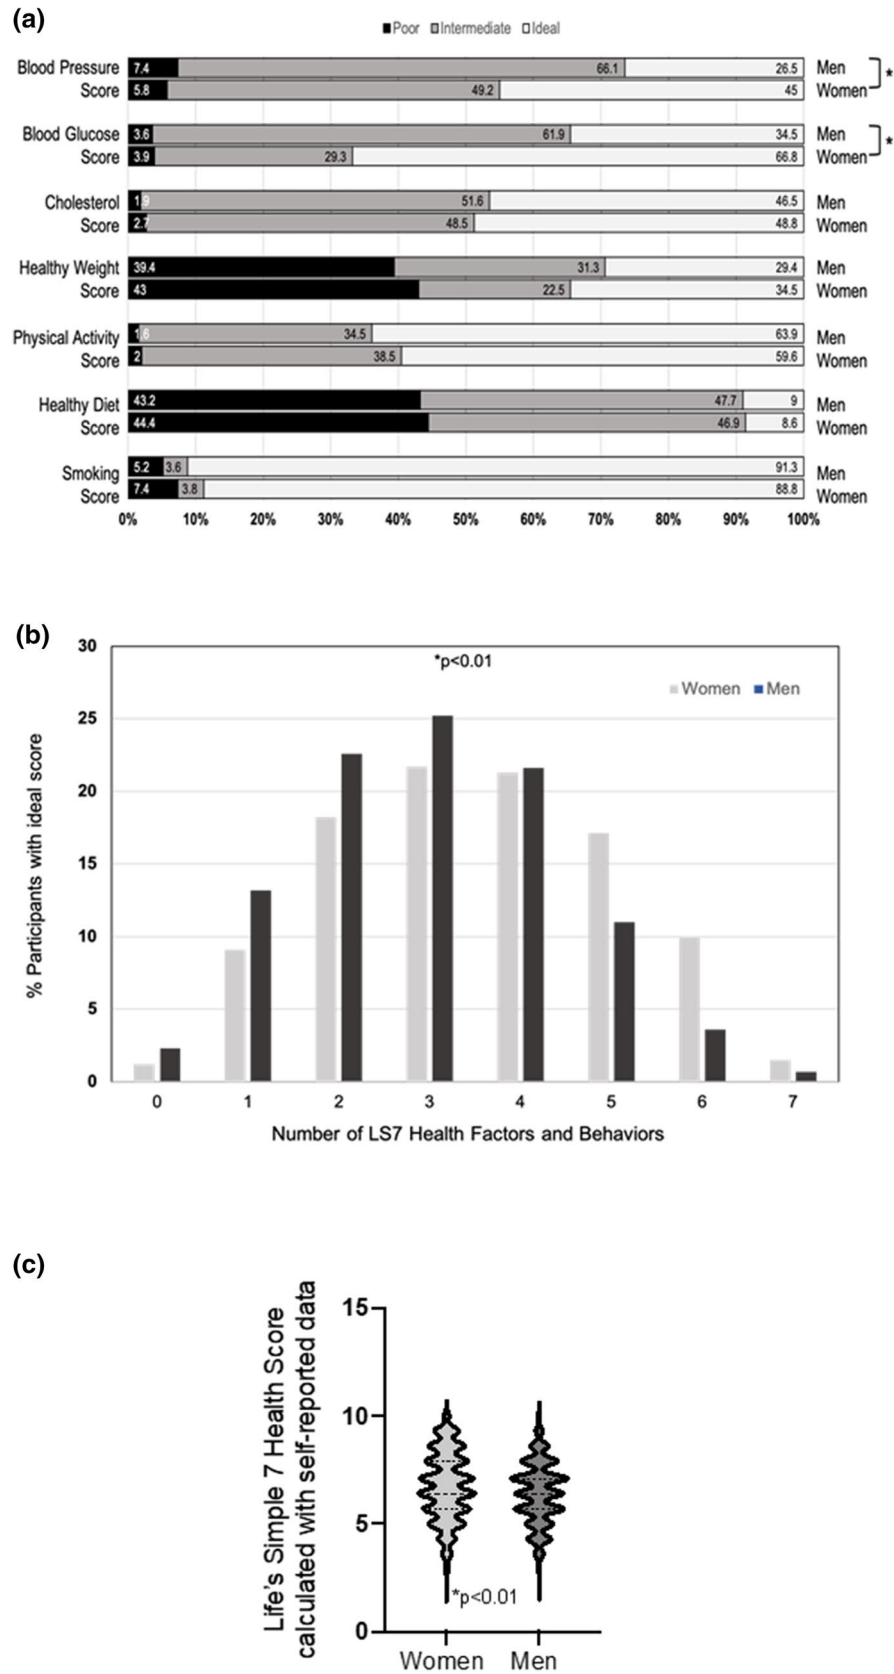 (a)
Poor Intermediate Ideal
Blood Pressure 7.4 66.1 26.5 Men
Score 5.8 49.2 45 Women *
Blood Glucose 3.6 61.9 34.5 Men
Score 3.9 29.3 66.8 Women *
Cholesterol 1.9 51.6 46.5 Men
Score 2.7 48.5 48.8 Women
Healthy Weight 39.4 31.3 29.4 Men
Score 43 22.5 34.5 Women
Physical Activity 1.6 34.5 63.9 Men
Score 2 38.5 59.6 Women
Healthy Diet 43.2 47.7 9 Men
Score 44.4 46.9 8.6 Women
Smoking 5.2 3.6 91.3 Men
Score 7.4 3.8 88.8 Women
0% 10% 20% 30% 40% 50% 60% 70% 80% 90% 100%
(b)
*p<0.01
Women Men
% Participants with ideal score
30
25
20
15
10
5
0
0 1 2 3 4 5 6 7
Number of LS7 Health Factors and Behaviors
(c)
Life's Simple 7 Health Score
calculated with self-reported data
15
10
5
0
*p<0.01
Women Men